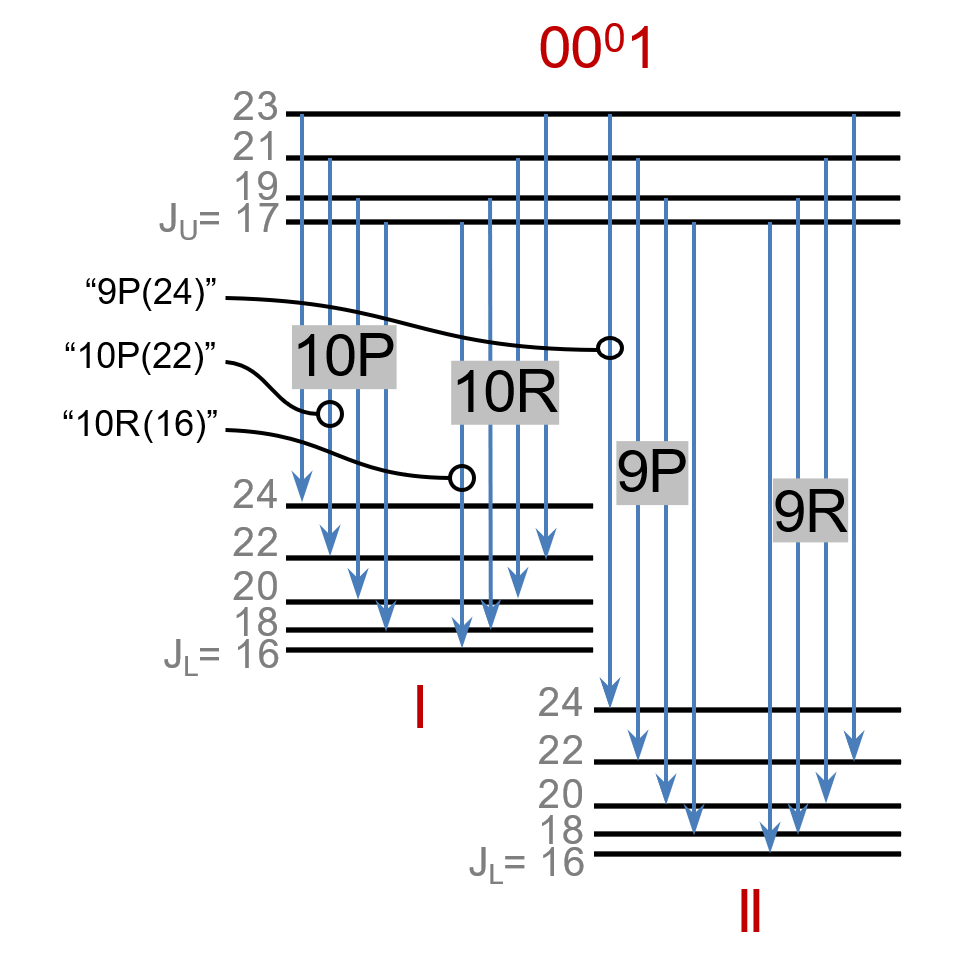 00⁰1
23
21
19
J_U= 17
“9P(24)”
“10P(22)”
“10R(16)”
10P
10R
9P
9R
24
22
20
18
J_L= 16
I
24
22
20
18
J_L= 16
II